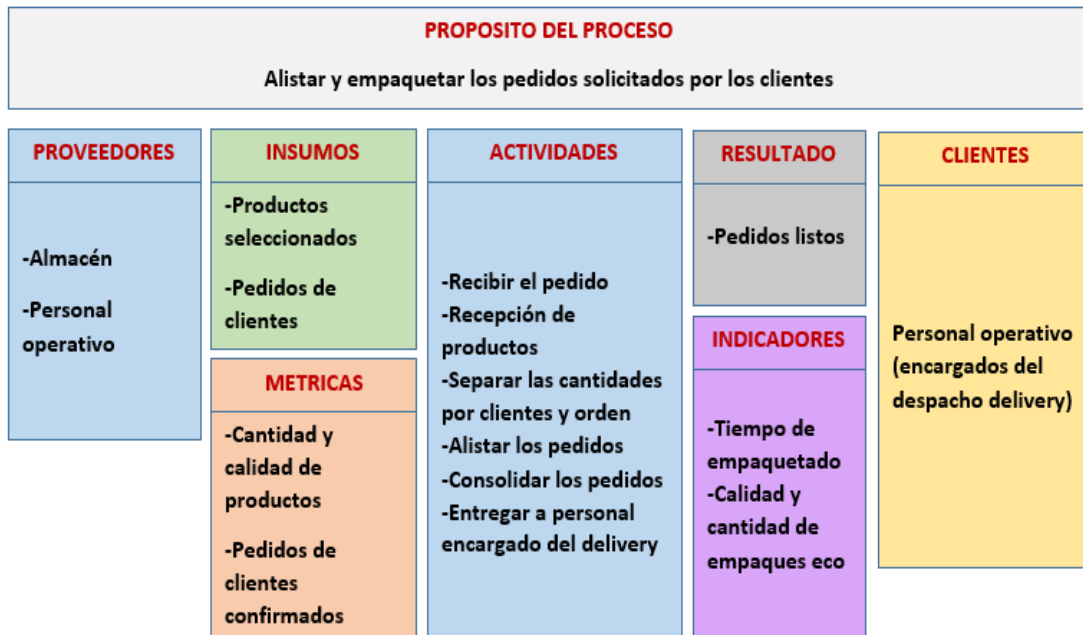 PROPOSITO DEL PROCESO
Alistar y empaquetar los pedidos solicitados por los clientes
PROVEEDORES
-Almacén
-Personal
operativo
INSUMOS
-Productos
seleccionados
-Pedidos de
clientes
METRICAS
-Cantidad y
calidad de
productos
-Pedidos de
clientes
confirmados
ACTIVIDADES
-Recibir el pedido
-Recepción de
productos
-Separar las cantidades
por clientes y orden
-Alistar los pedidos
-Consolidar los pedidos
-Entregar a personal
encargado del delivery
RESULTADO
-Pedidos listos
INDICADORES
-Tiempo de
empaquetado
-Calidad y
cantidad de
empaques eco
CLIENTES
Personal operativo
(encargados del
despacho delivery)